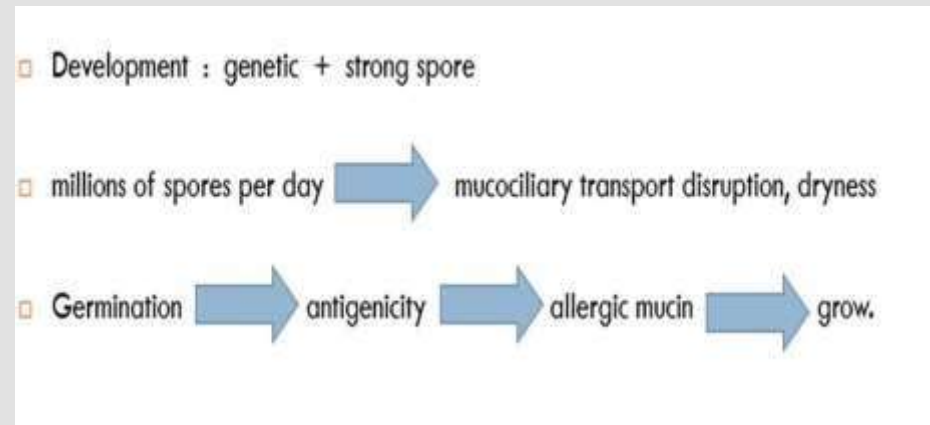 Development : genetic + strong spore
millions of spores per day mucociliary transport disruption, dryness
Germination antigenicity allergic mucin grow.